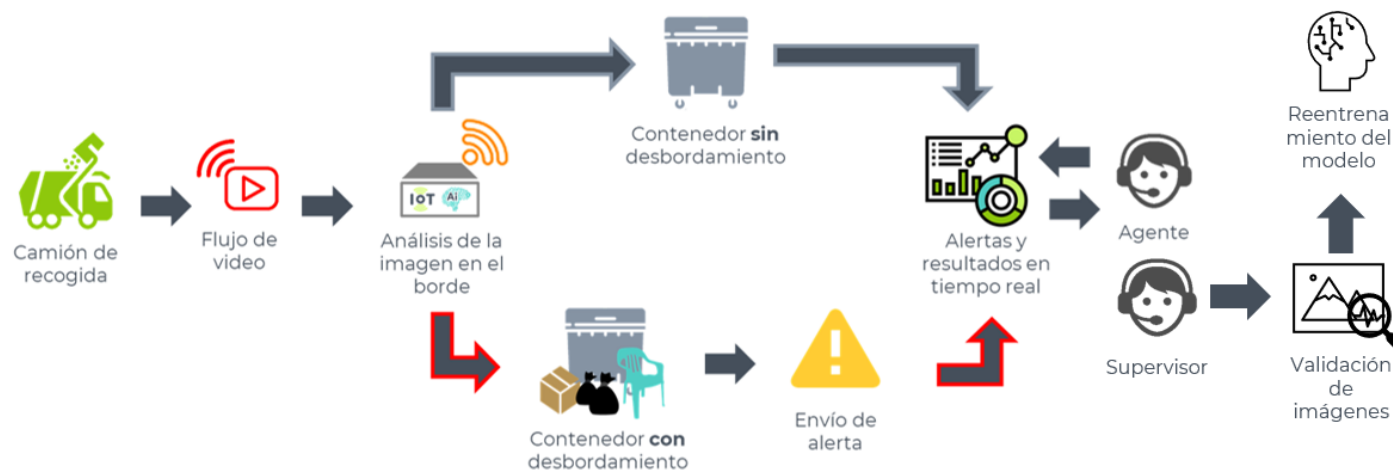 Camión de
recogida
Flujo de
video
IoT
Ai
Análisis de la
imagen en el
borde
Contenedor sin
desbordamiento
Contenedor con
desbordamiento
Envío de
alerta
Alertas y
resultados en
tiempo real
Agente
Supervisor
Validación
de
imágenes
Reentrena
miento del
modelo